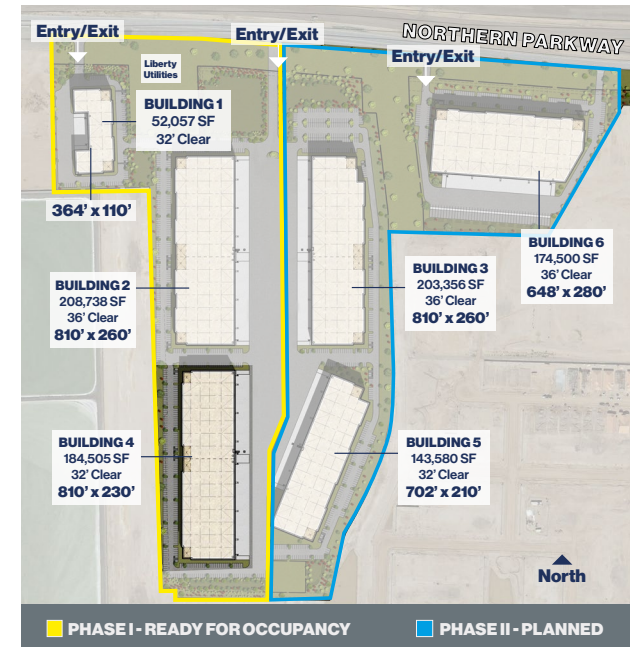 NORTHERN PARKWAY
Entry/Exit
Entry/Exit
Entry/Exit
Liberty
Utilities
BUILDING 1
52,057 SF
32’ Clear
364’ x 110’
BUILDING 2
208,738 SF
36’ Clear
810’ x 260’
BUILDING 3
203,356 SF
36’ Clear
810’ x 260’
BUILDING 6
174,500 SF
36’ Clear
648’ x 280’
BUILDING 4
184,505 SF
32’ Clear
810’ x 230’
BUILDING 5
143,580 SF
32’ Clear
702’ x 210’
North
PHASE I - READY FOR OCCUPANCY
PHASE II - PLANNED